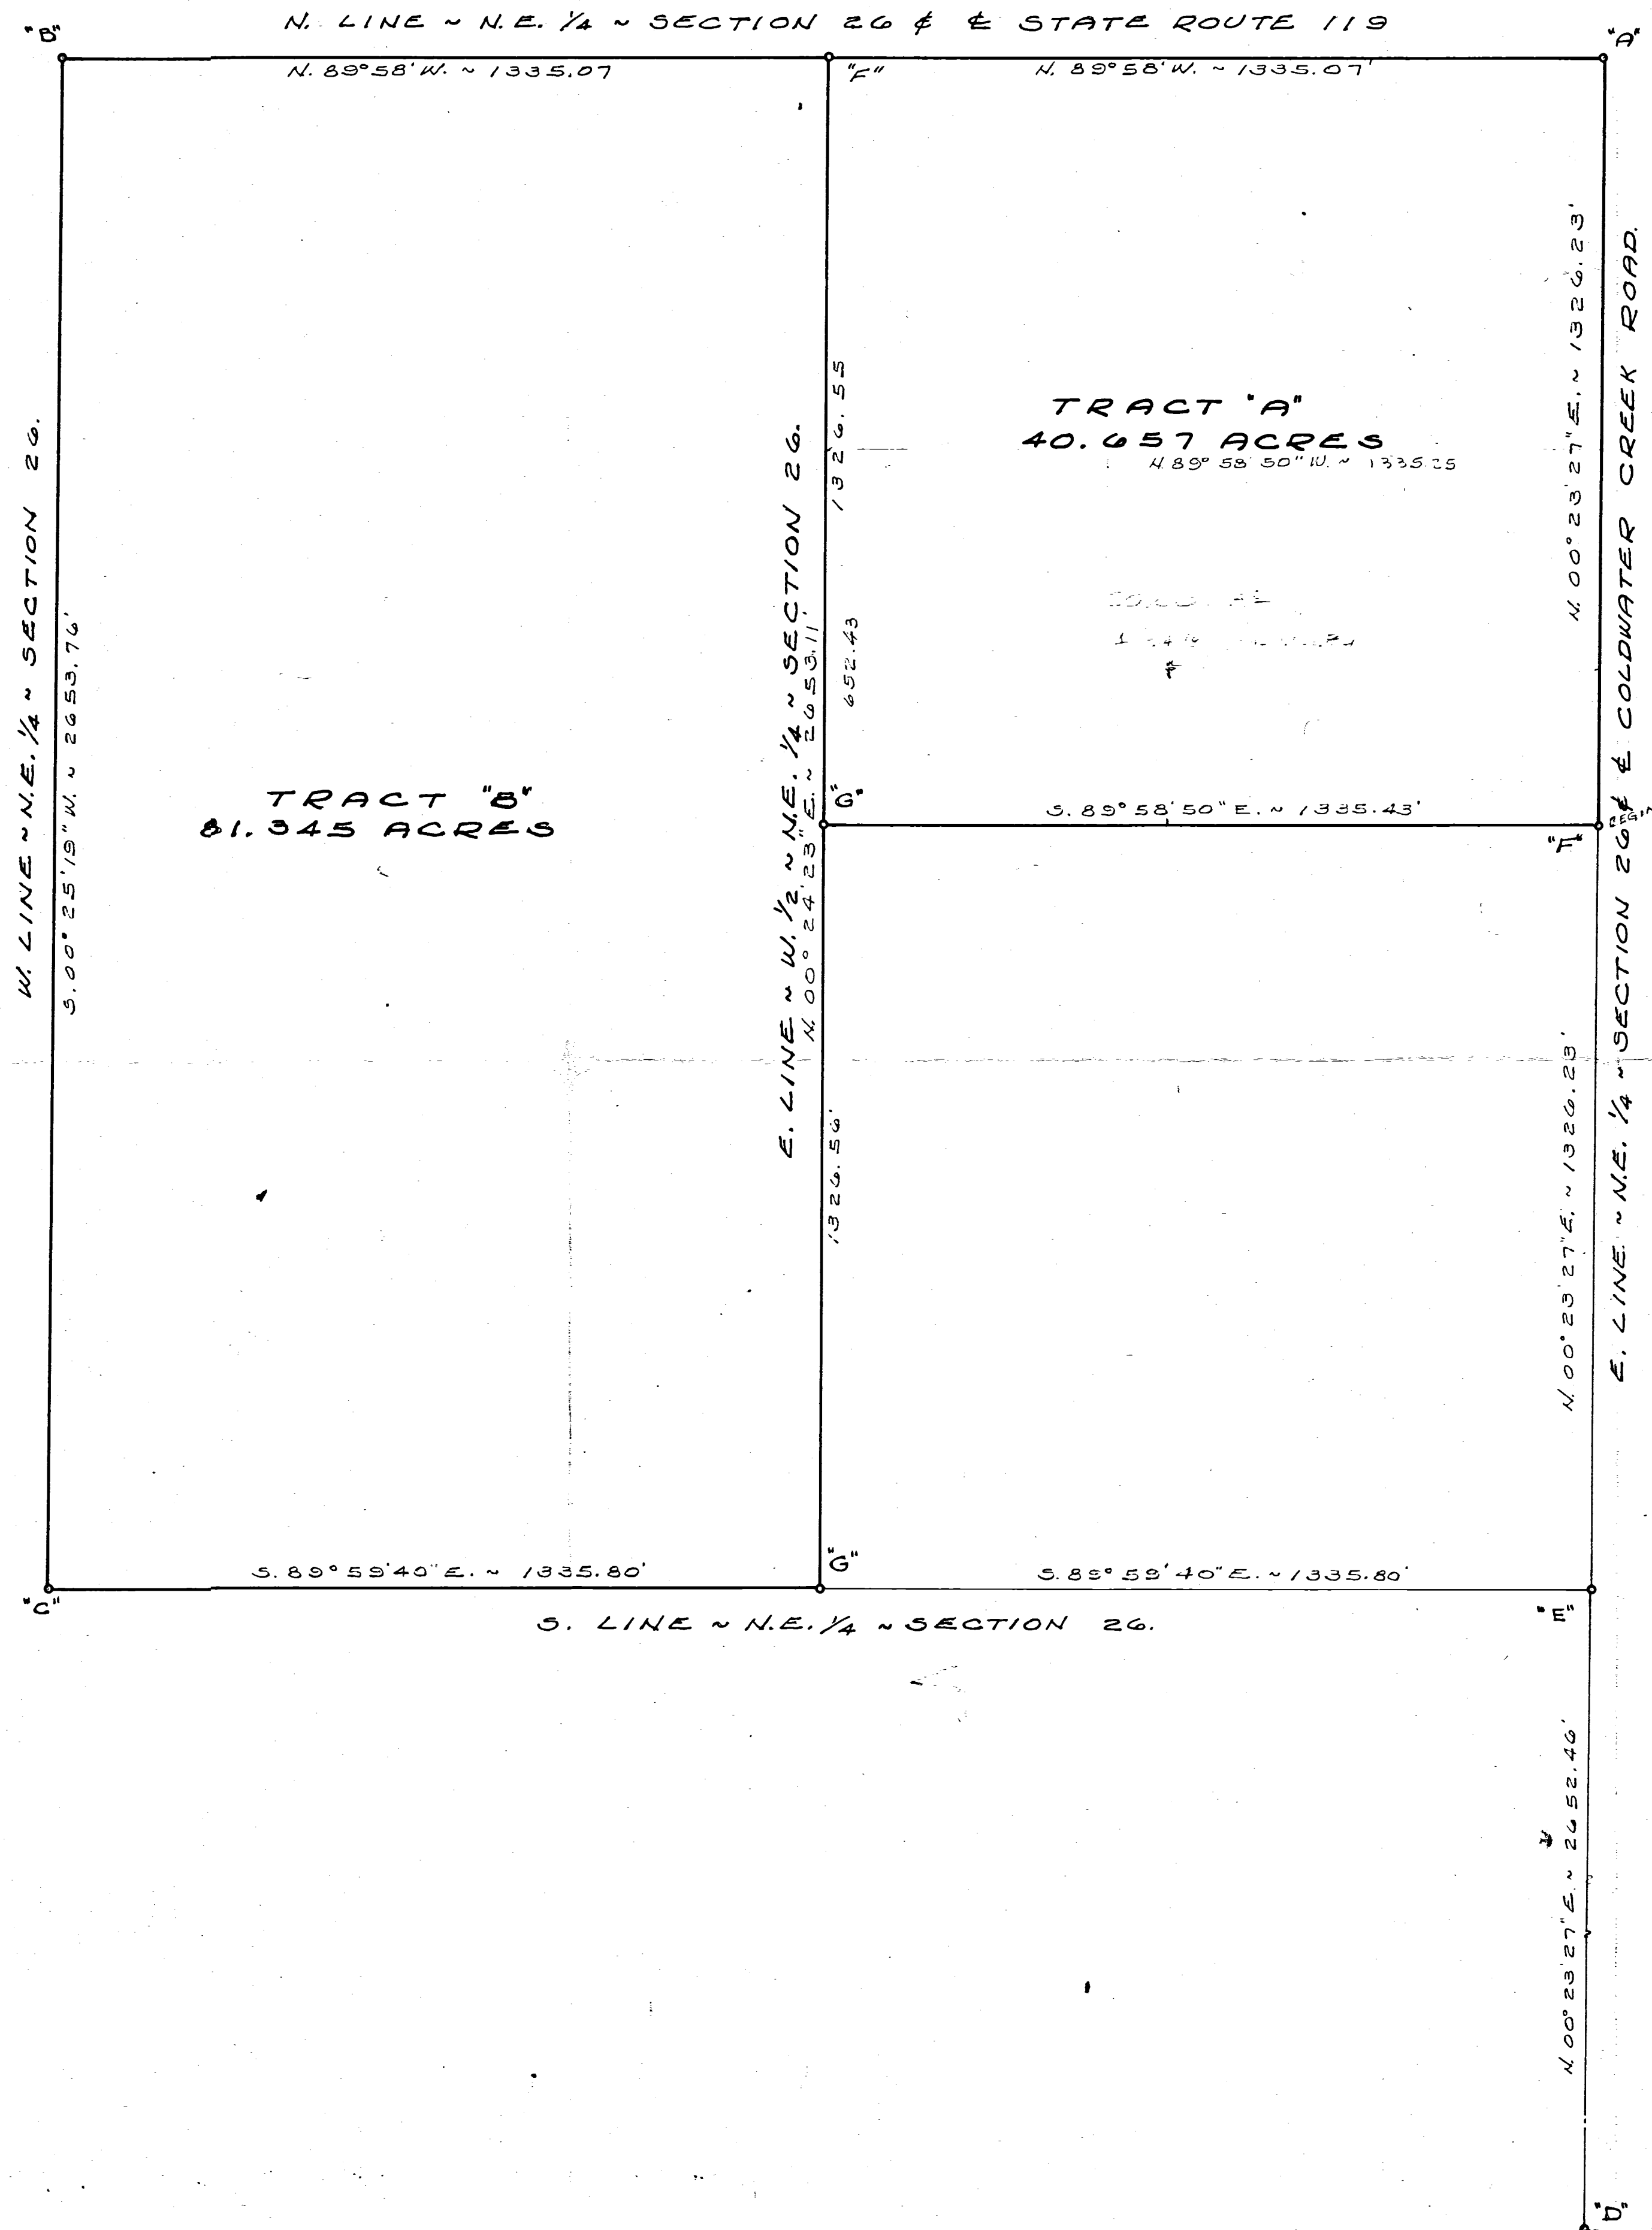 N. LINE ~ N.E. ¼ ~ SECTION 26 & ℄ STATE ROUTE 119
"B"
"A"
N. 89°58' W. ~ 1335.07
"F"
N. 89°58' W. ~ 1335.07'
N. 00° 23' 27" E. ~ 1326.23'
1326.55
TRACT "A"
40.657 ACRES
N 89° 58' 50" W. ~ 1335.25
W. LINE ~ N.E. ¼ ~ SECTION 26.
S. 00° 25' 19" W. ~ 2653.76'
E. LINE ~ W. ½ ~ N.E. ¼ ~ SECTION 26.
N. 00° 24' 23" E. ~ 2653.11'
652.43
TRACT "B"
81.345 ACRES
"G"
S. 89° 58' 50" E. ~ 1335.43'
"F"
E. LINE ~ N.E. ¼ ~ SECTION 26 & ℄ COLDWATER CREEK ROAD.
1326.56'
N. 00° 23' 27" E. ~ 1326.23'
S. 89° 59' 40" E. ~ 1335.80'
"G"
S. 89° 59' 40" E. ~ 1335.80'
"C"
"E"
S. LINE ~ N.E. ¼ ~ SECTION 26.
N. 00° 23' 27" E. ~ 2652.46'
"D"